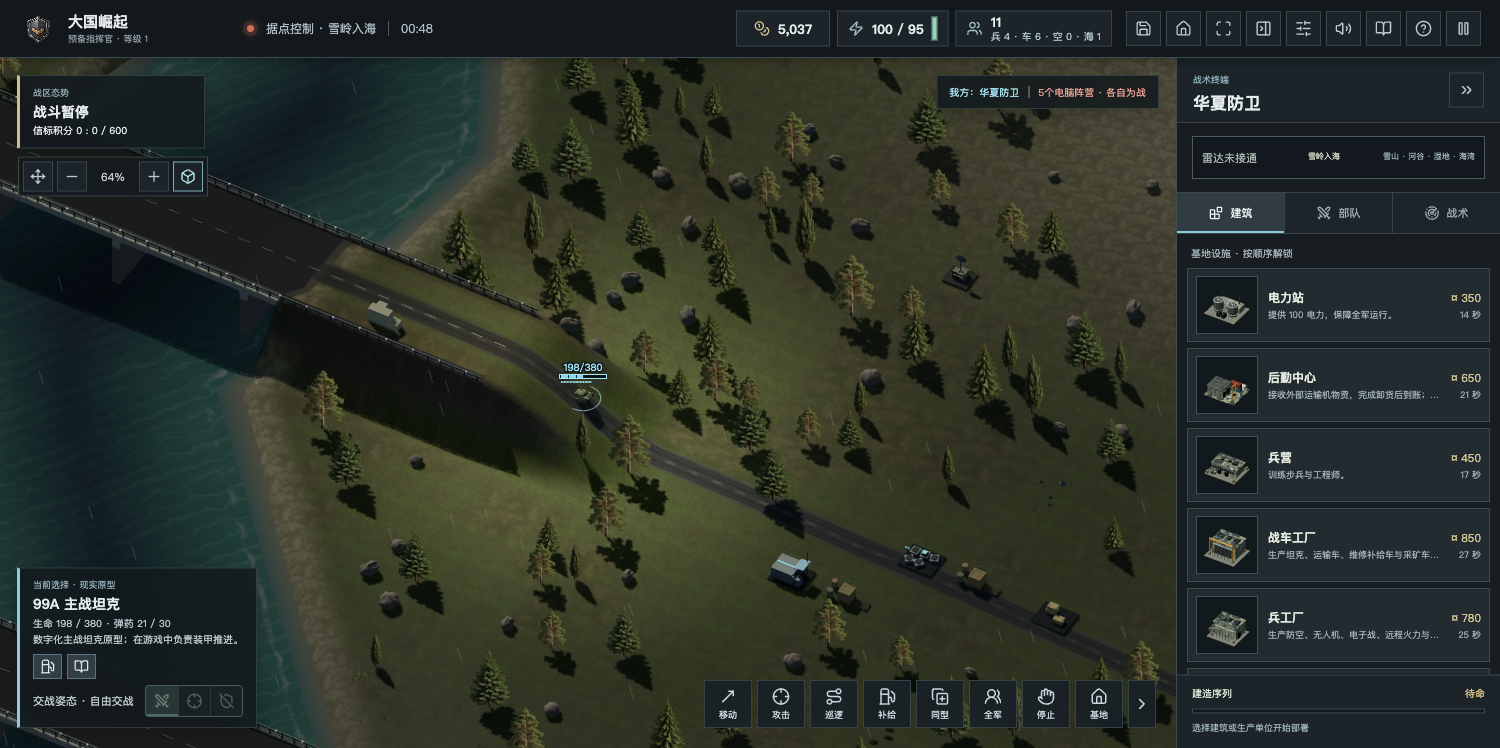 大国崛起
预备指挥官 · 等级 1
据点控制 · 雪岭入海
00:48
5,037
100 / 95
11
兵 4 · 车 6 · 空 0 · 海 1
战区态势
战斗暂停
信标积分 0 : 0 / 600
64%
我方：华夏防卫
5个电脑阵营 · 各自为战
198/380
当前选择 · 现实原型
99A 主战坦克
生命 198 / 380 · 弹药 21 / 30
数字化主战坦克原型；在游戏中负责装甲推进。
交战姿态 · 自由交战
移动
攻击
巡逻
补给
同型
全军
停止
基地
战术终端
华夏防卫
雷达未接通
雪岭入海
雪山 · 河谷 · 湿地 · 海湾
建筑
部队
战术
基地设施 · 按顺序解锁
电力站
¤ 350
提供 100 电力，保障全军运行。
14 秒
后勤中心
¤ 650
接收外部运输机物资，完成卸货后到账；...
21 秒
兵营
¤ 450
训练步兵与工程师。
17 秒
战车工厂
¤ 850
生产坦克、运输车、维修补给车与采矿车...
27 秒
兵工厂
¤ 780
生产防空、无人机、电子战、远程火力与...
25 秒
建造序列
待命
选择建筑或生产单位开始部署